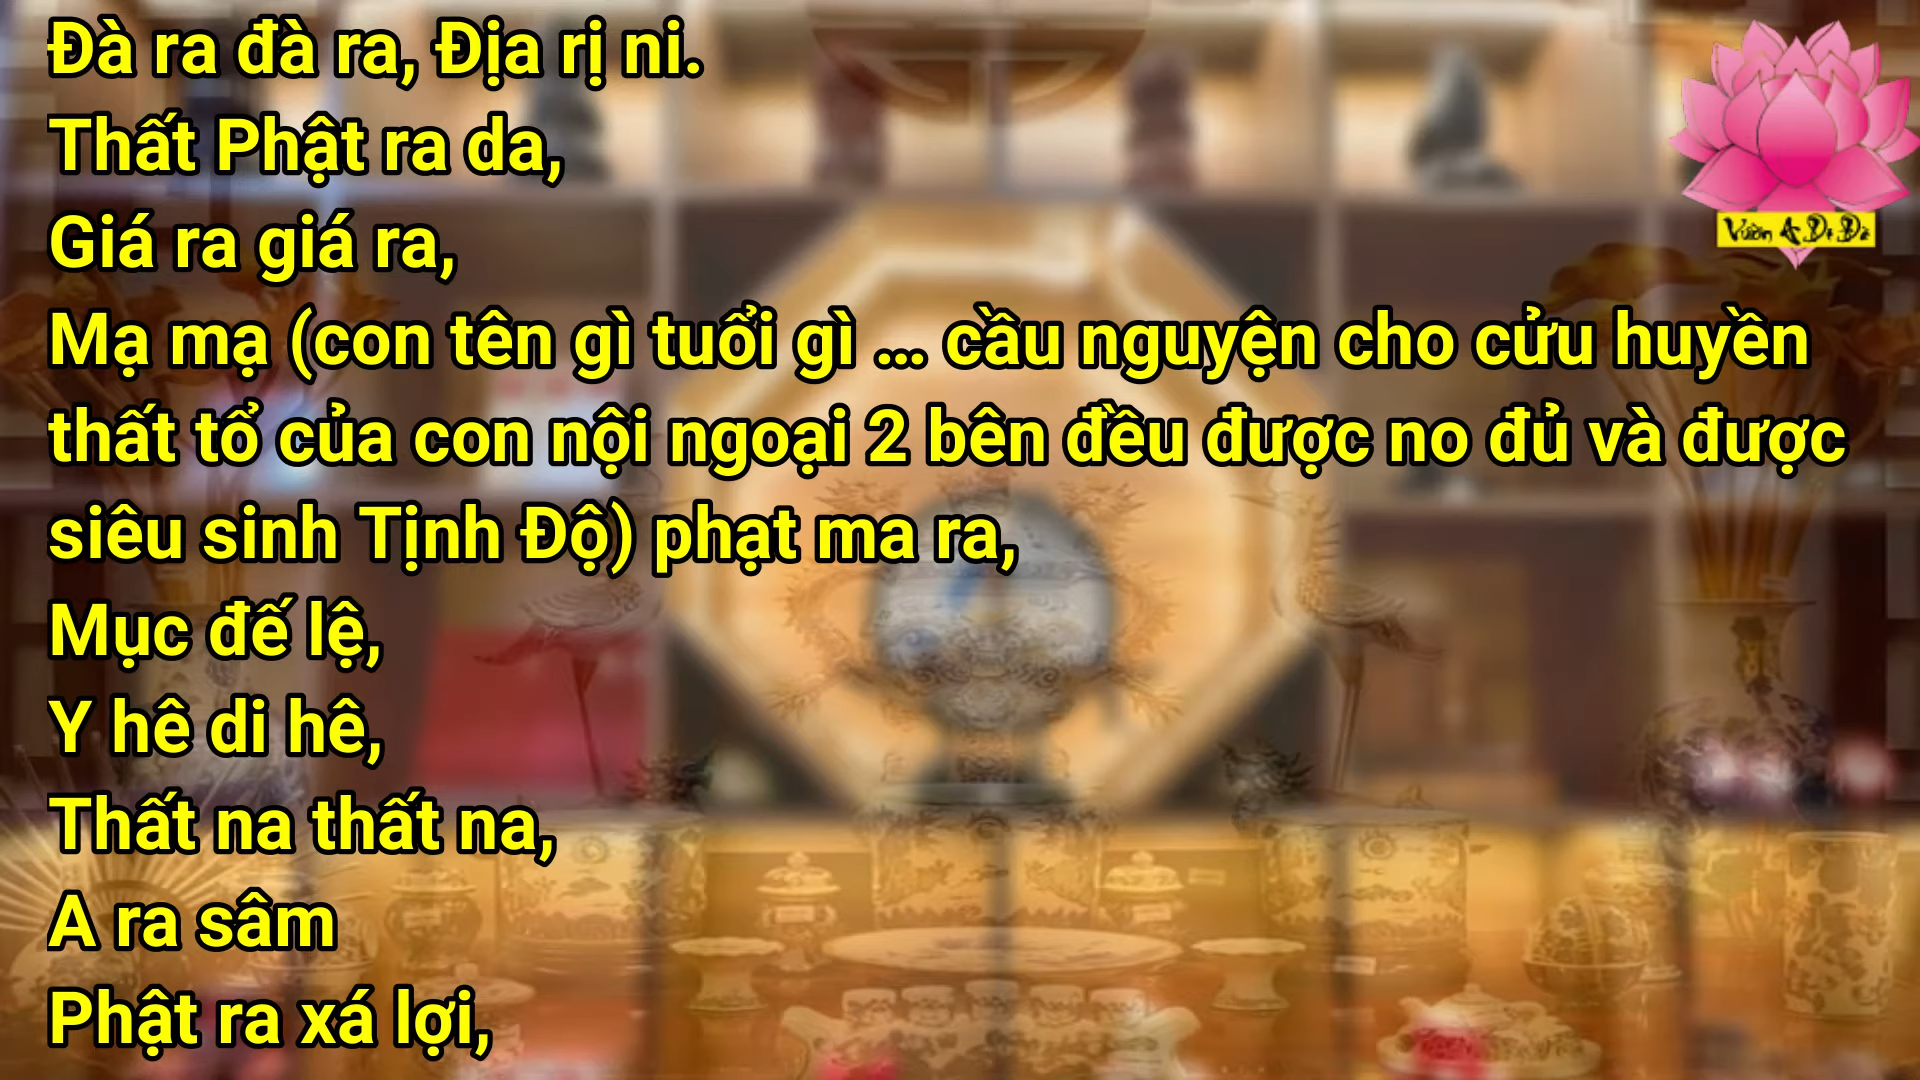 Đà ra đà ra, Địa rị ni.
Thất Phật ra da,
Giá ra giá ra,
Mạ mạ (con tên gì tuổi gì ... cầu nguyện cho cửu huyền
thất tổ của con nội ngoại 2 bên đều được no đủ và được
siêu sinh Tịnh Độ) phạt ma ra,
Mục đế lệ,
Y hê di hê,
Thất na thất na,
A ra sâm
Phật ra xá lợi,
Vườn A Di Đà